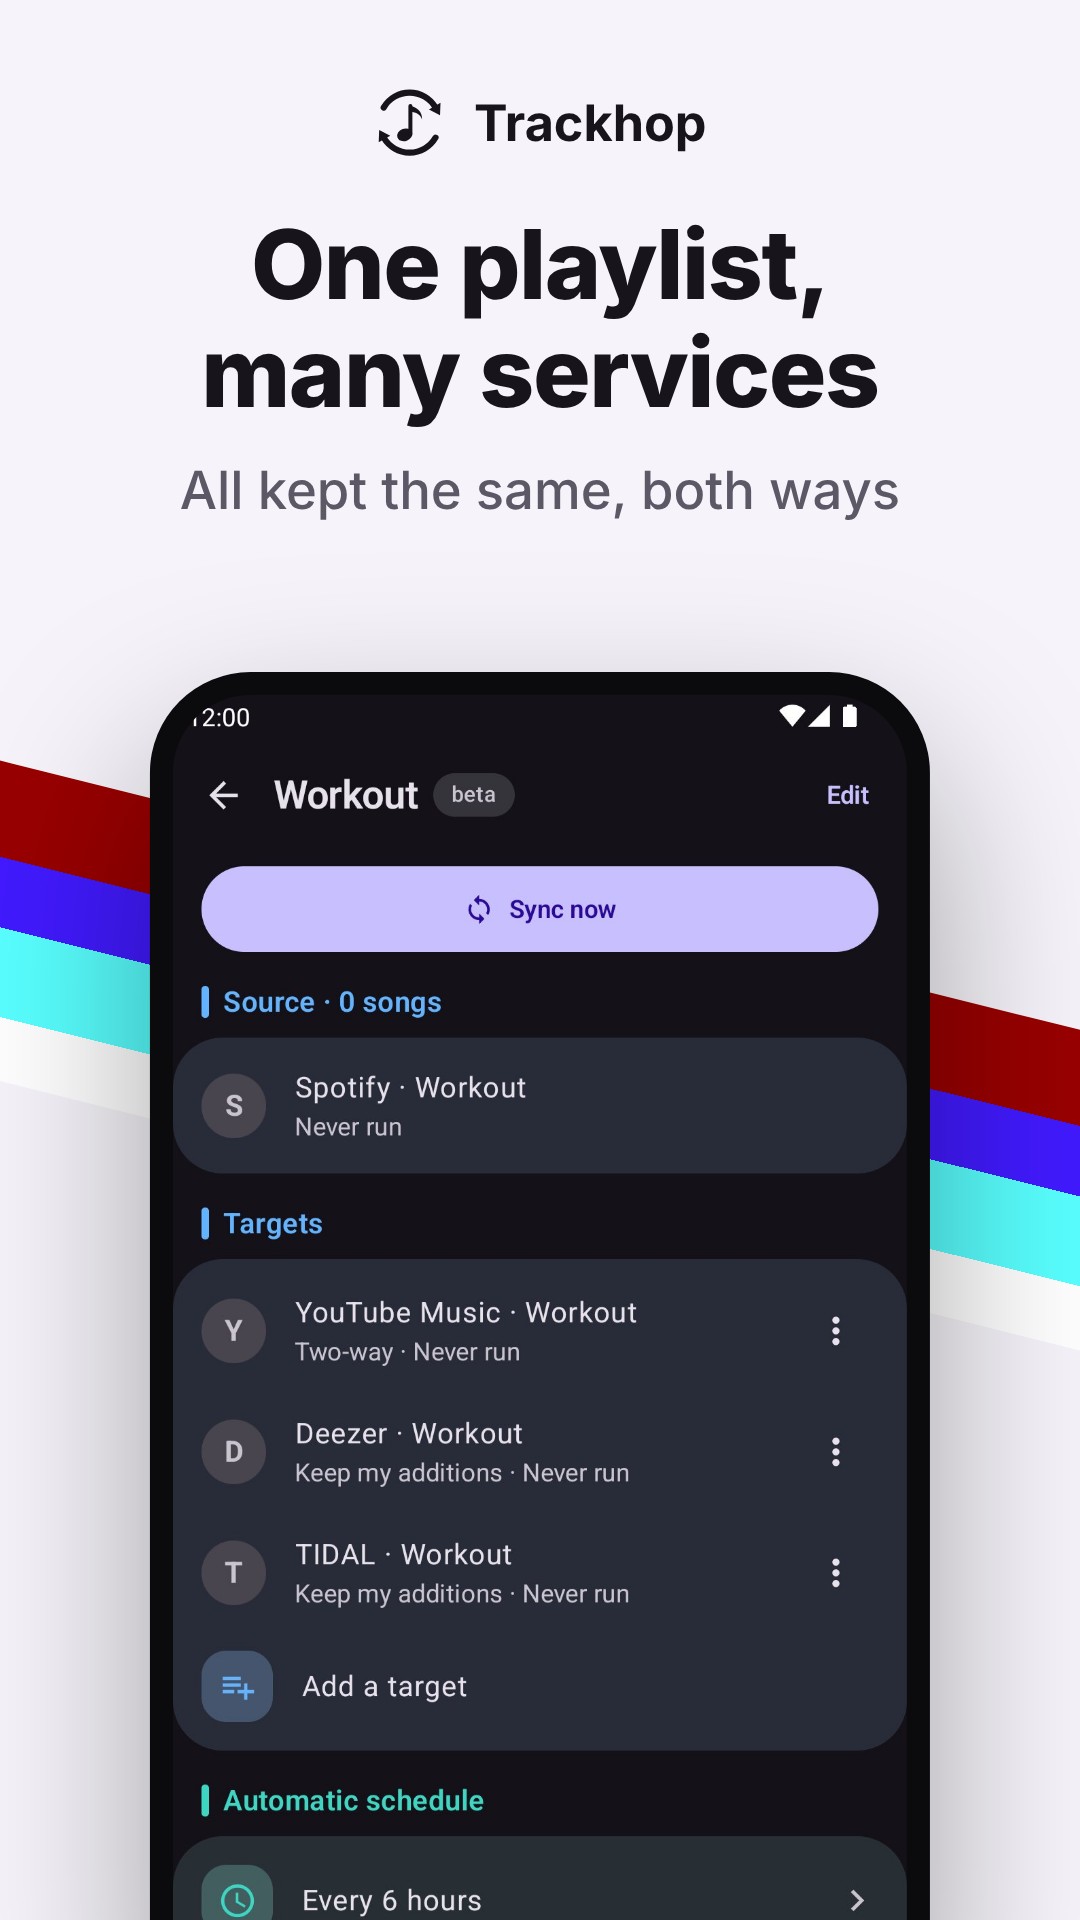 Trackhop
One playlist,
many services
All kept the same, both ways
12:00
Workout
beta
Edit
Sync now
Source · 0 songs
S
Spotify · Workout
Never run
Targets
Y
YouTube Music · Workout
Two-way · Never run
D
Deezer · Workout
Keep my additions · Never run
T
TIDAL · Workout
Keep my additions · Never run
Add a target
Automatic schedule
Every 6 hours